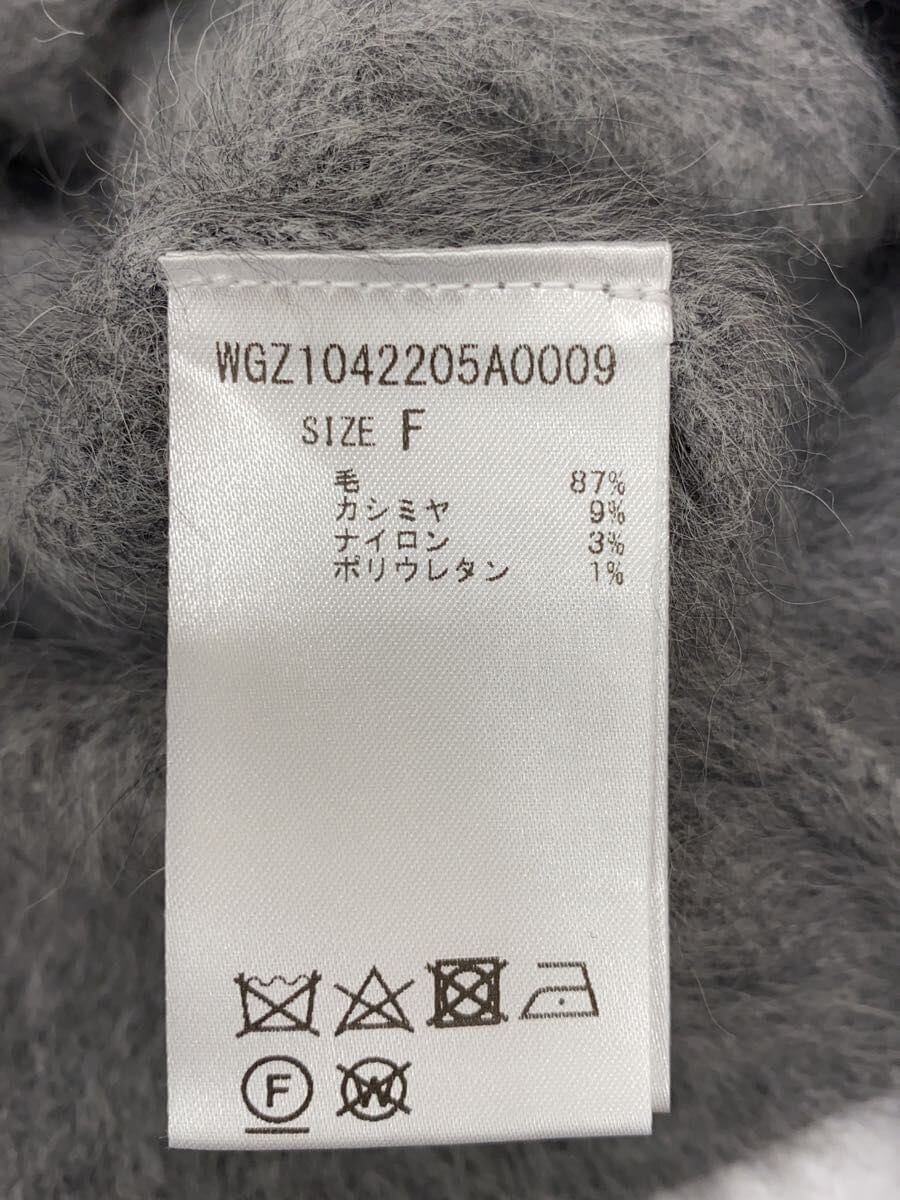 WGZ1042205A0009
SIZE F
毛 87%
カシミヤ 9%
ナイロン 3%
ポリウレタン 1%
F W